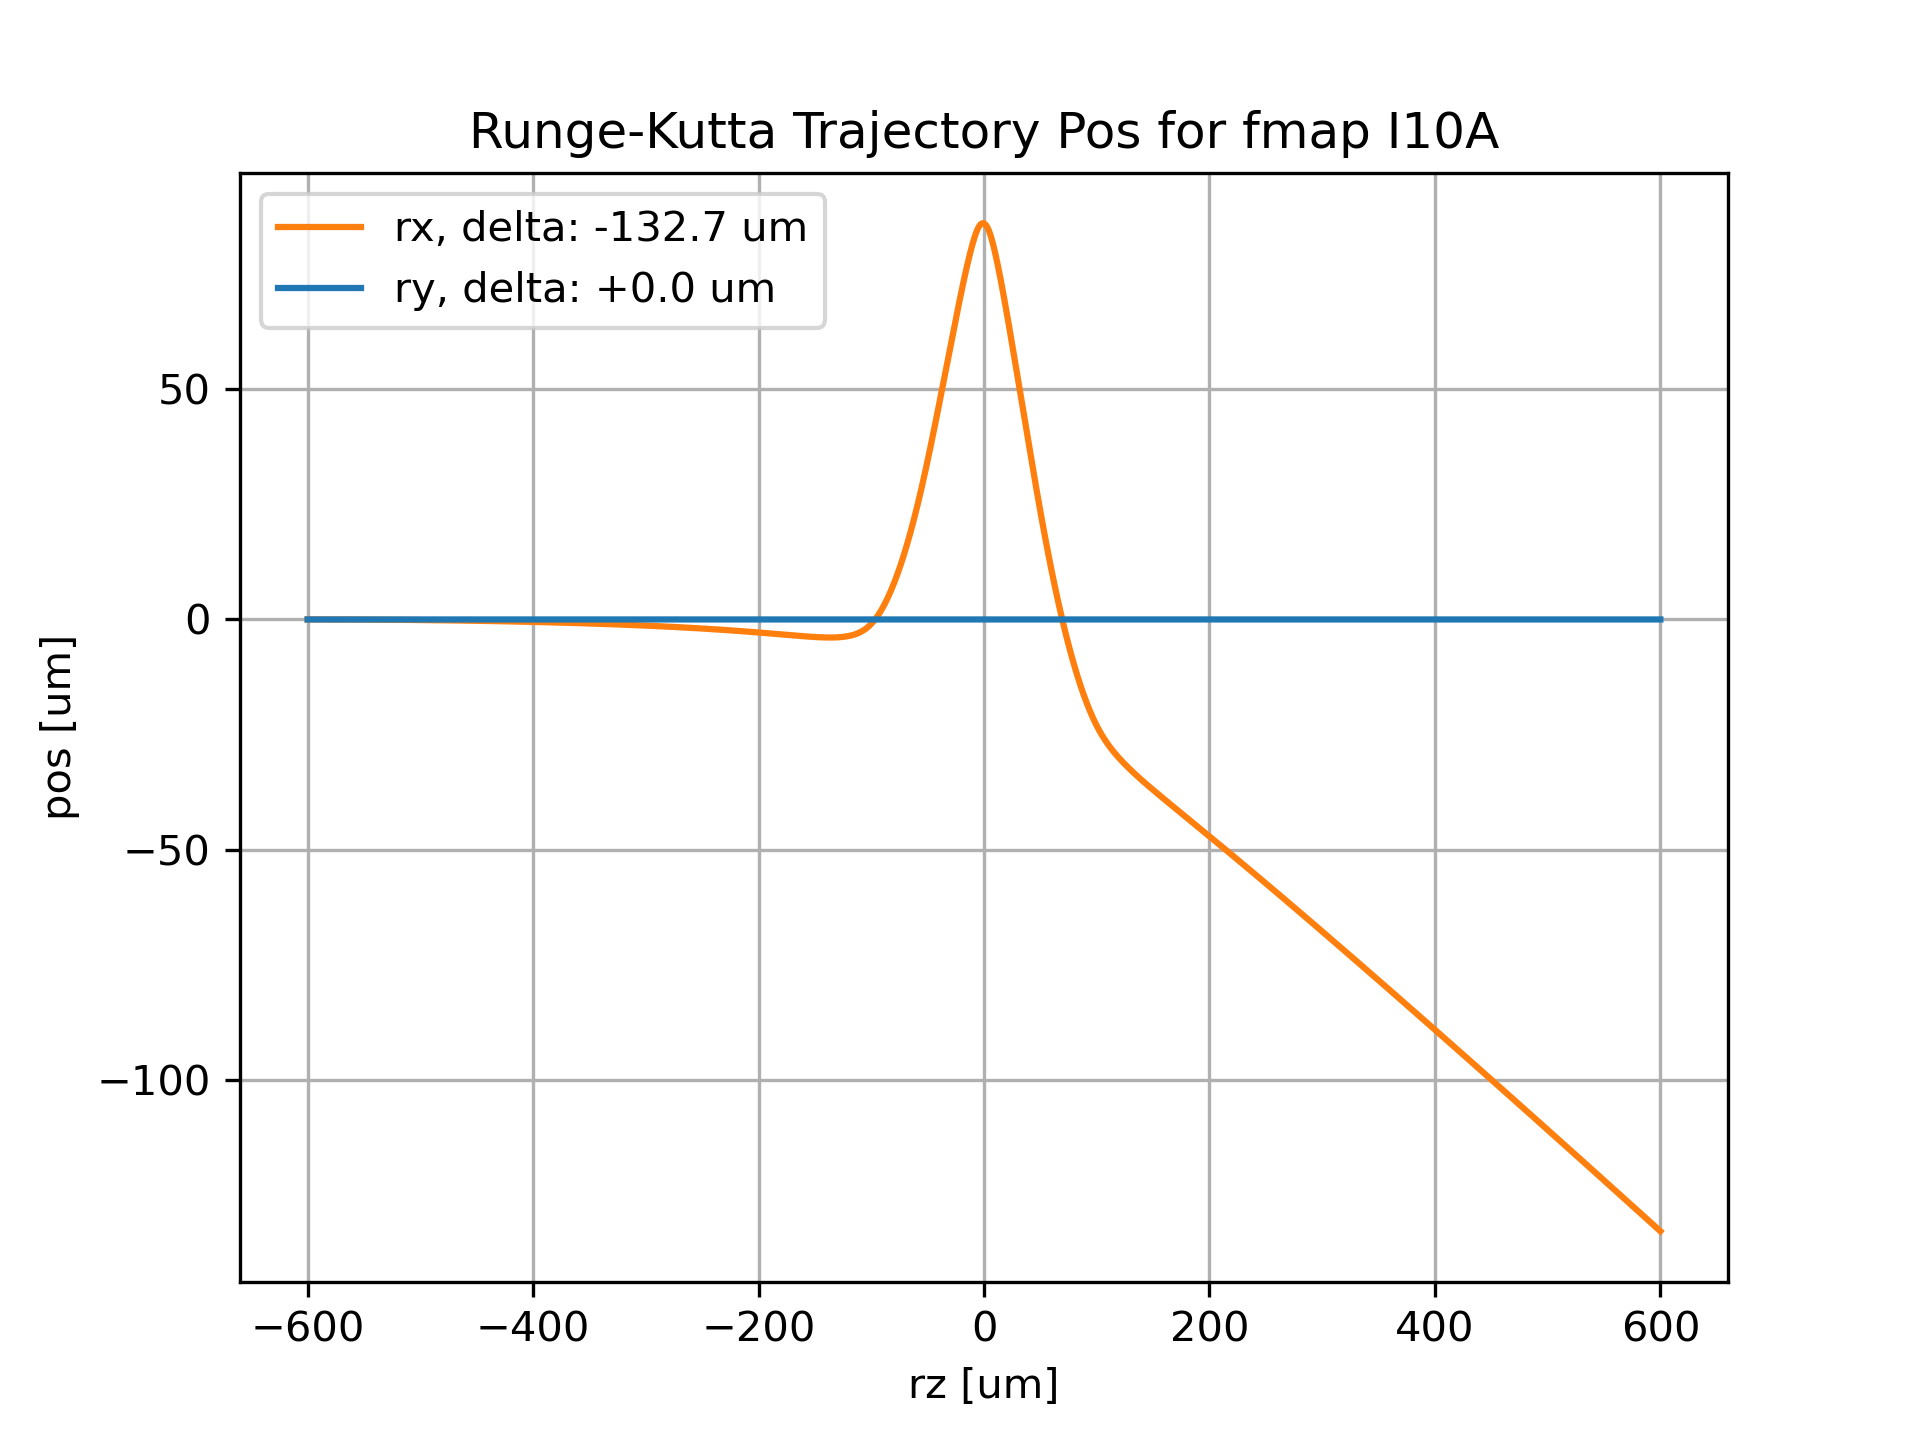 Runge-Kutta Trajectory Pos for fmap I10A
rx, delta: -132.7 um
ry, delta: +0.0 um
50
0
−50
−100
pos [um]
−600 −400 −200 0 200 400 600
rz [um]